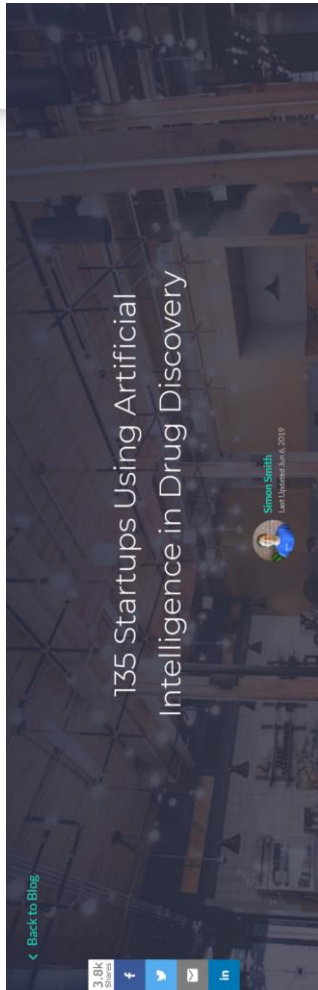 < Back to Blog
135 Startups Using Artificial
Intelligence in Drug Discovery
Simon Smith
Last Updated Jun 6, 2019
3.8k
Shares
f
in